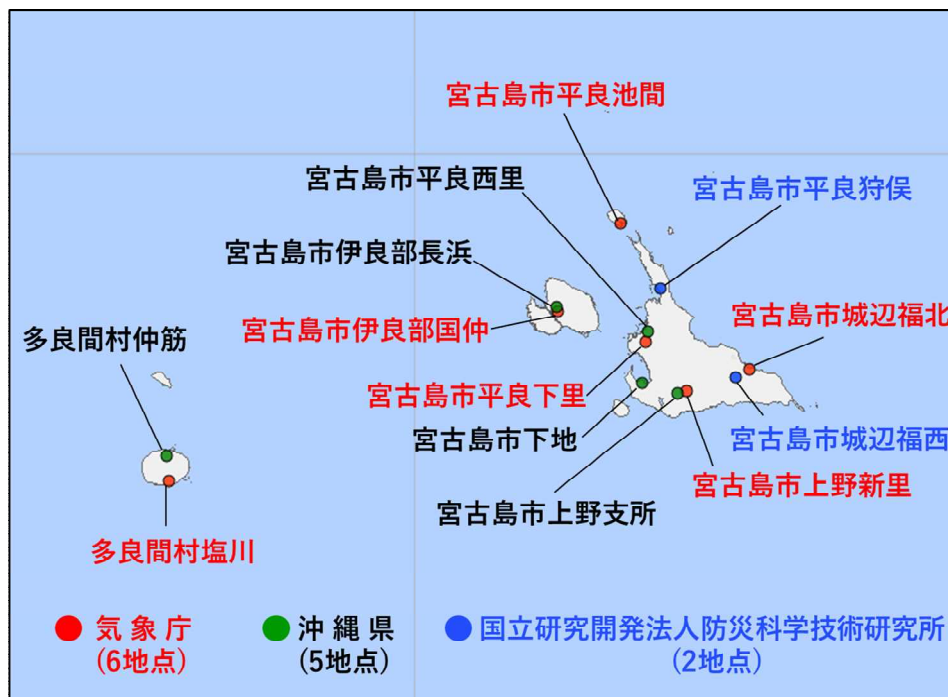 宮古島市平良池間
宮古島市平良西里
宮古島市平良狩俣
宮古島市伊良部長浜
宮古島市伊良部国仲
宮古島市城辺福北
多良間村仲筋
宮古島市平良下里
宮古島市下地
宮古島市城辺福西
宮古島市上野新里
宮古島市上野支所
多良間村塩川
気象庁
(6地点)
沖縄県
(5地点)
国立研究開発法人防災科学技術研究所
(2地点)